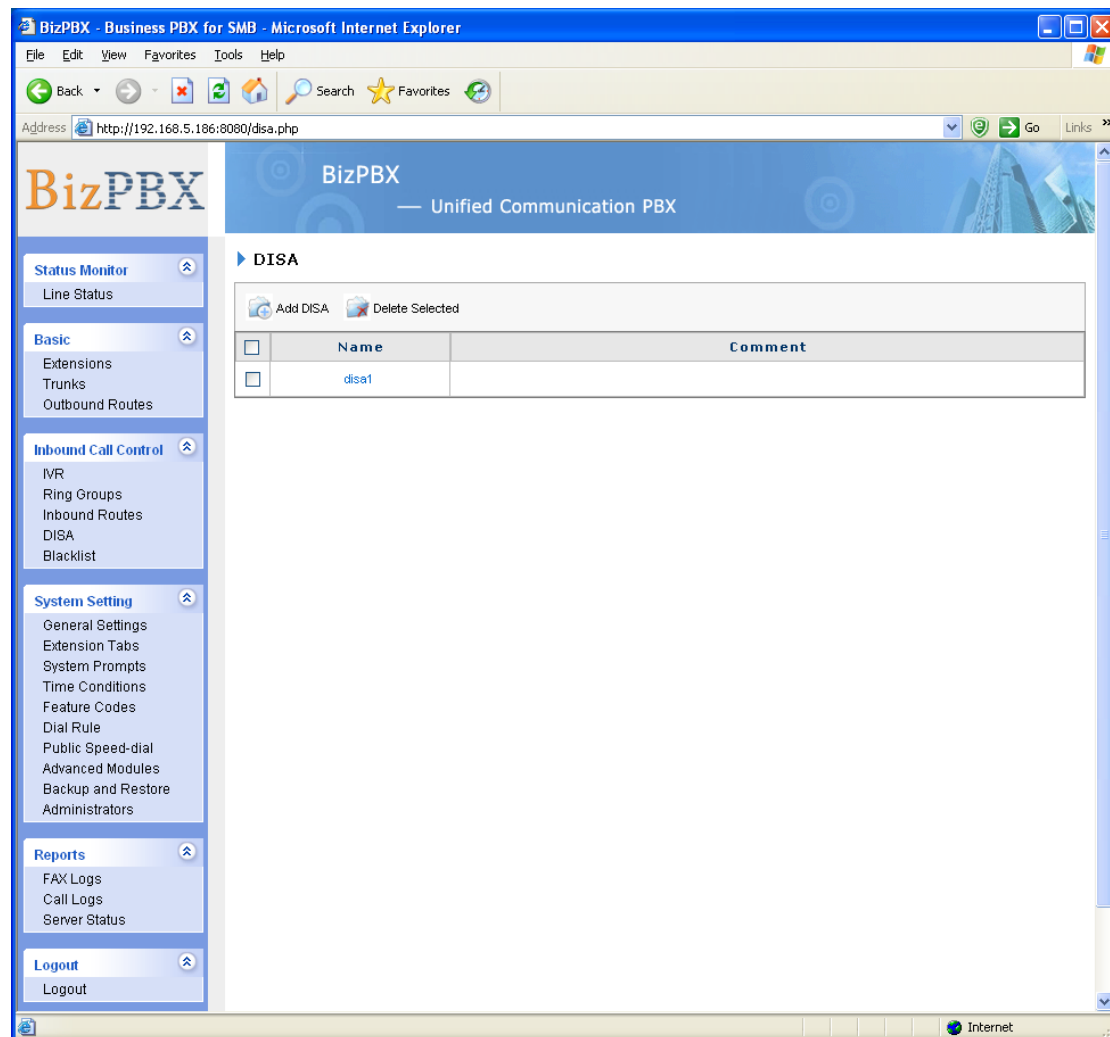 BizPBX - Business PBX for SMB - Microsoft Internet Explorer
File Edit View Favorites Tools Help
Back Search Favorites
Address http://192.168.5.186:8080/disa.php Go Links »
BizPBX
BizPBX
— Unified Communication PBX
Status Monitor
Line Status
Basic
Extensions
Trunks
Outbound Routes
Inbound Call Control
IVR
Ring Groups
Inbound Routes
DISA
Blacklist
System Setting
General Settings
Extension Tabs
System Prompts
Time Conditions
Feature Codes
Dial Rule
Public Speed-dial
Advanced Modules
Backup and Restore
Administrators
Reports
FAX Logs
Call Logs
Server Status
Logout
Logout
DISA
Add DISA Delete Selected
Name Comment
disa1
Internet